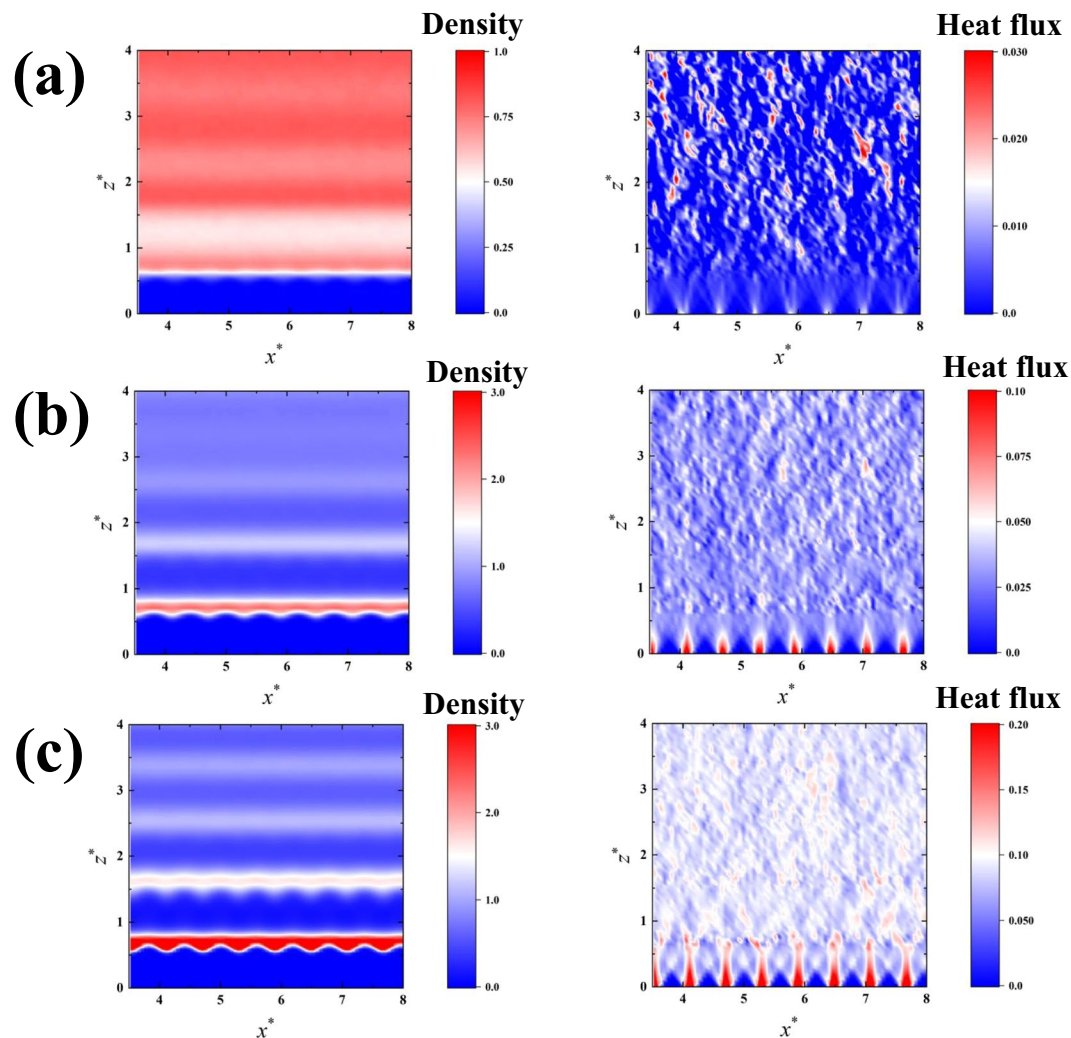 (a)
Density
1.0
0.75
0.50
0.25
0.0
4
3
2
1
0
z*
4 5 6 7 8
x*
Heat flux
0.030
0.020
0.010
0.0
4
3
2
1
0
z*
4 5 6 7 8
x*
(b)
Density
3.0
2.0
1.0
0.0
4
3
2
1
0
z*
4 5 6 7 8
x*
Heat flux
0.10
0.075
0.050
0.025
0.0
4
3
2
1
0
z*
4 5 6 7 8
x*
(c)
Density
3.0
2.0
1.0
0.0
4
3
2
1
0
z*
4 5 6 7 8
x*
Heat flux
0.20
0.15
0.10
0.050
0.0
4
3
2
1
0
z*
4 5 6 7 8
x*